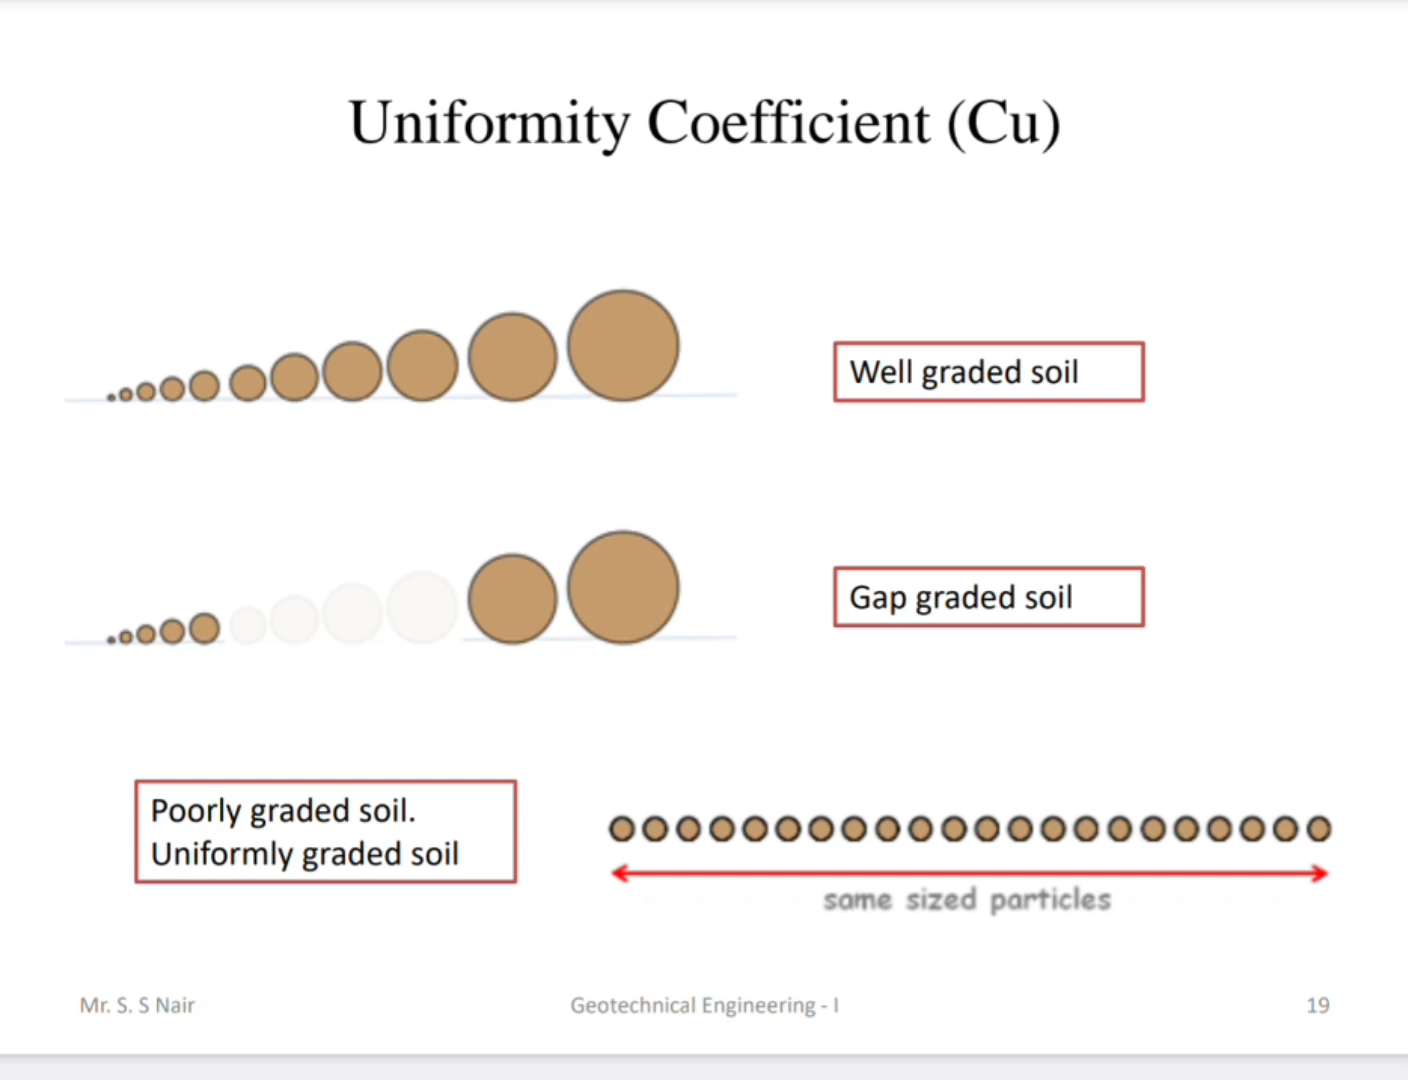 Uniformity Coefficient (Cu)
Well graded soil
Gap graded soil
Poorly graded soil.
Uniformly graded soil
same sized particles
Mr. S. S Nair
Geotechnical Engineering - I
19